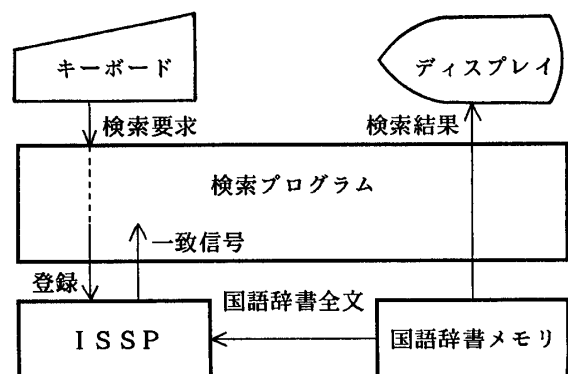 キーボード
ディスプレイ
検索要求
検索結果
検索プログラム
一致信号
登録
国語辞書全文
ＩＳＳＰ
国語辞書メモリ